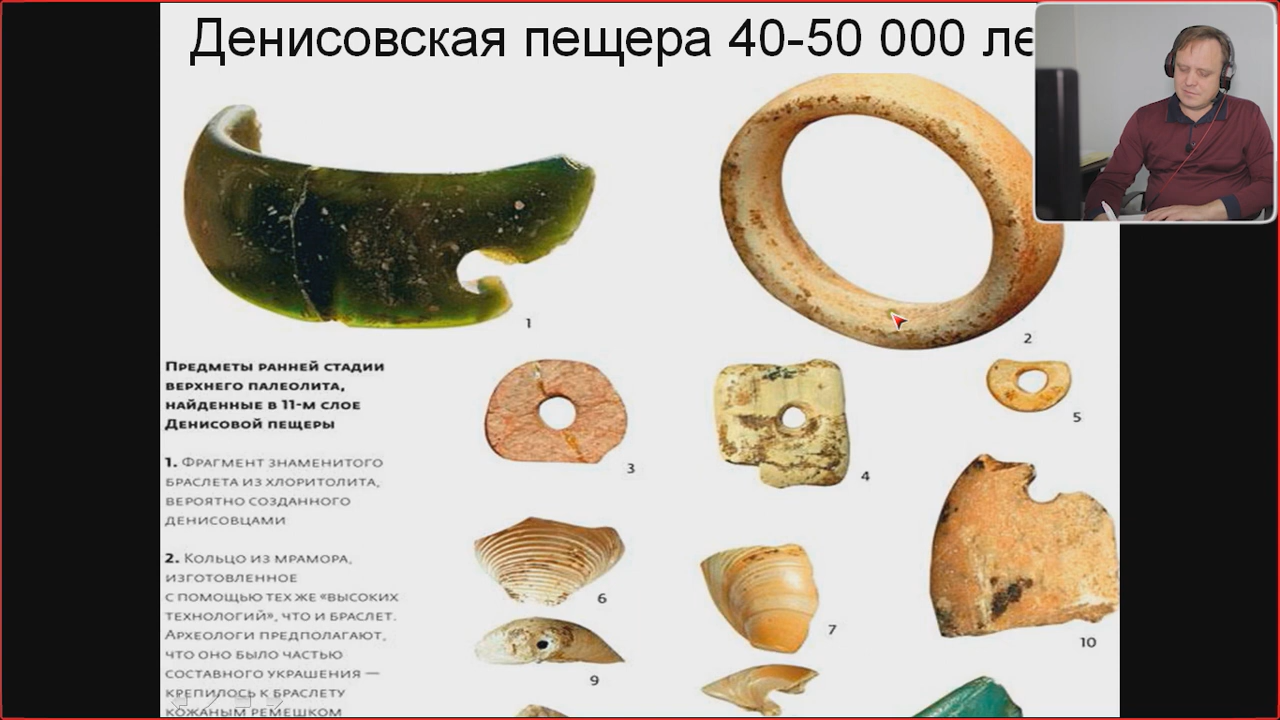 Денисовская пещера 40-50 000 ле
1
2
Предметы ранней стадии
верхнего палеолита,
найденные в 11-м слое
Денисовой пещеры
3
4
5
1. Фрагмент знаменитого
браслета из хлоритолита,
вероятно созданного
денисовцами
2. Кольцо из мрамора,
изготовленное
с помощью тех же «высоких
технологий», что и браслет.
Археологи предполагают,
что оно было частью
составного украшения —
крепилось к браслету
кожаным ремешком
6
7
10
9